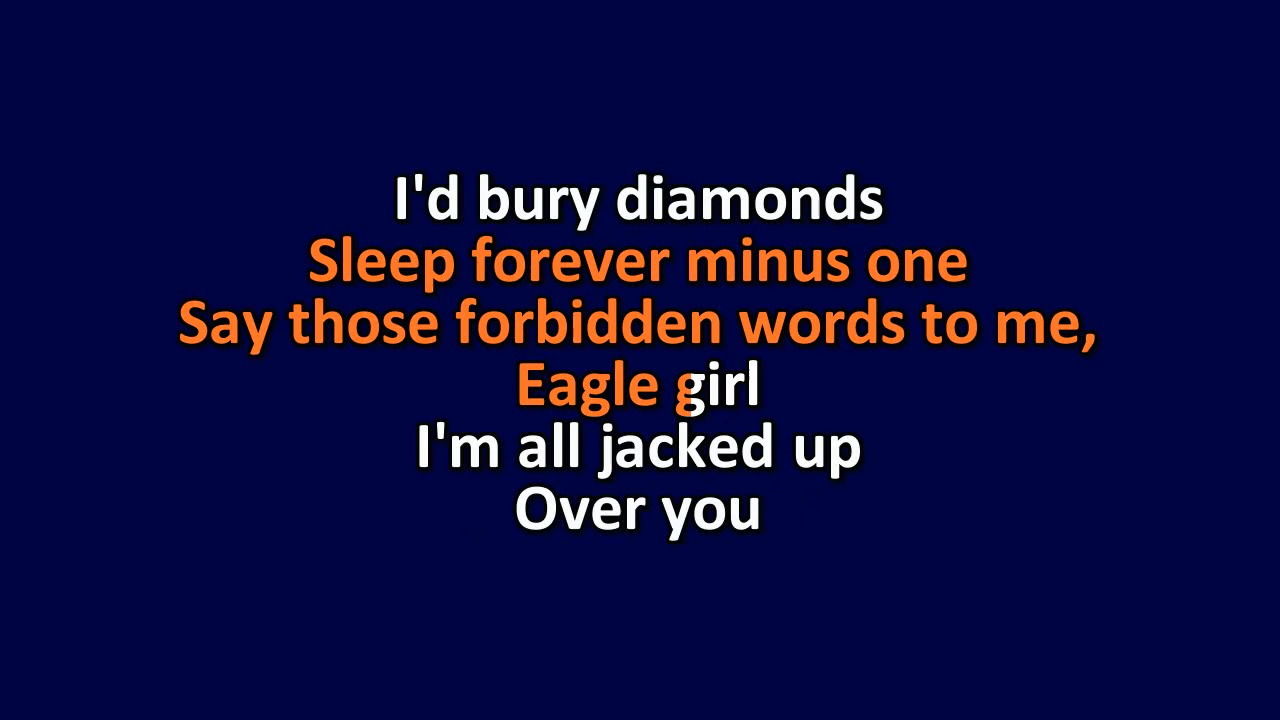 I'd bury diamonds
Sleep forever minus one
Say those forbidden words to me,
Eagle girl
I'm all jacked up
Over you